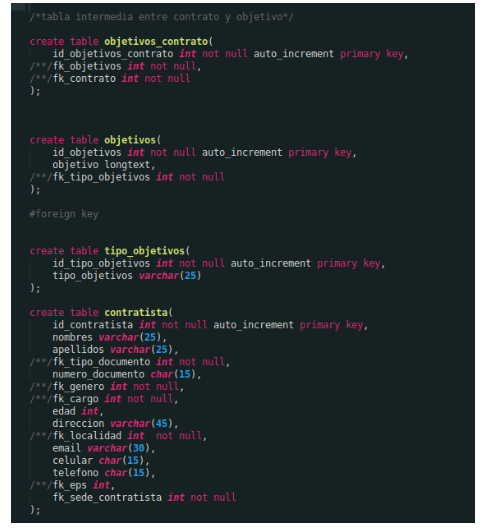 /*tabla intermedia entre contrato y objetivo*/
create table objetivos_contrato(
id_objetivos_contrato int not null auto_increment primary key,
/**/fk_objetivos int not null,
/**/fk_contrato int not null
);
create table objetivos(
id_objetivos int not null auto_increment primary key,
objetivo longtext,
/**/fk_tipo_objetivos int not null
);
#foreign key
create table tipo_objetivos(
id_tipo_objetivos int not null auto_increment primary key,
tipo_objetivos varchar(25)
);
create table contratista(
id_contratista int not null auto_increment primary key,
nombres varchar(25),
apellidos varchar(25),
/**/fk_tipo_documento int not null,
numero_documento char(15),
/**/fk_genero int not null,
/**/fk_cargo int not null,
edad int,
direccion varchar(45),
/**/fk_localidad int  not null,
email varchar(30),
celular char(15),
telefono char(15),
/**/fk_eps int,
fk_sede_contratista int not null
);